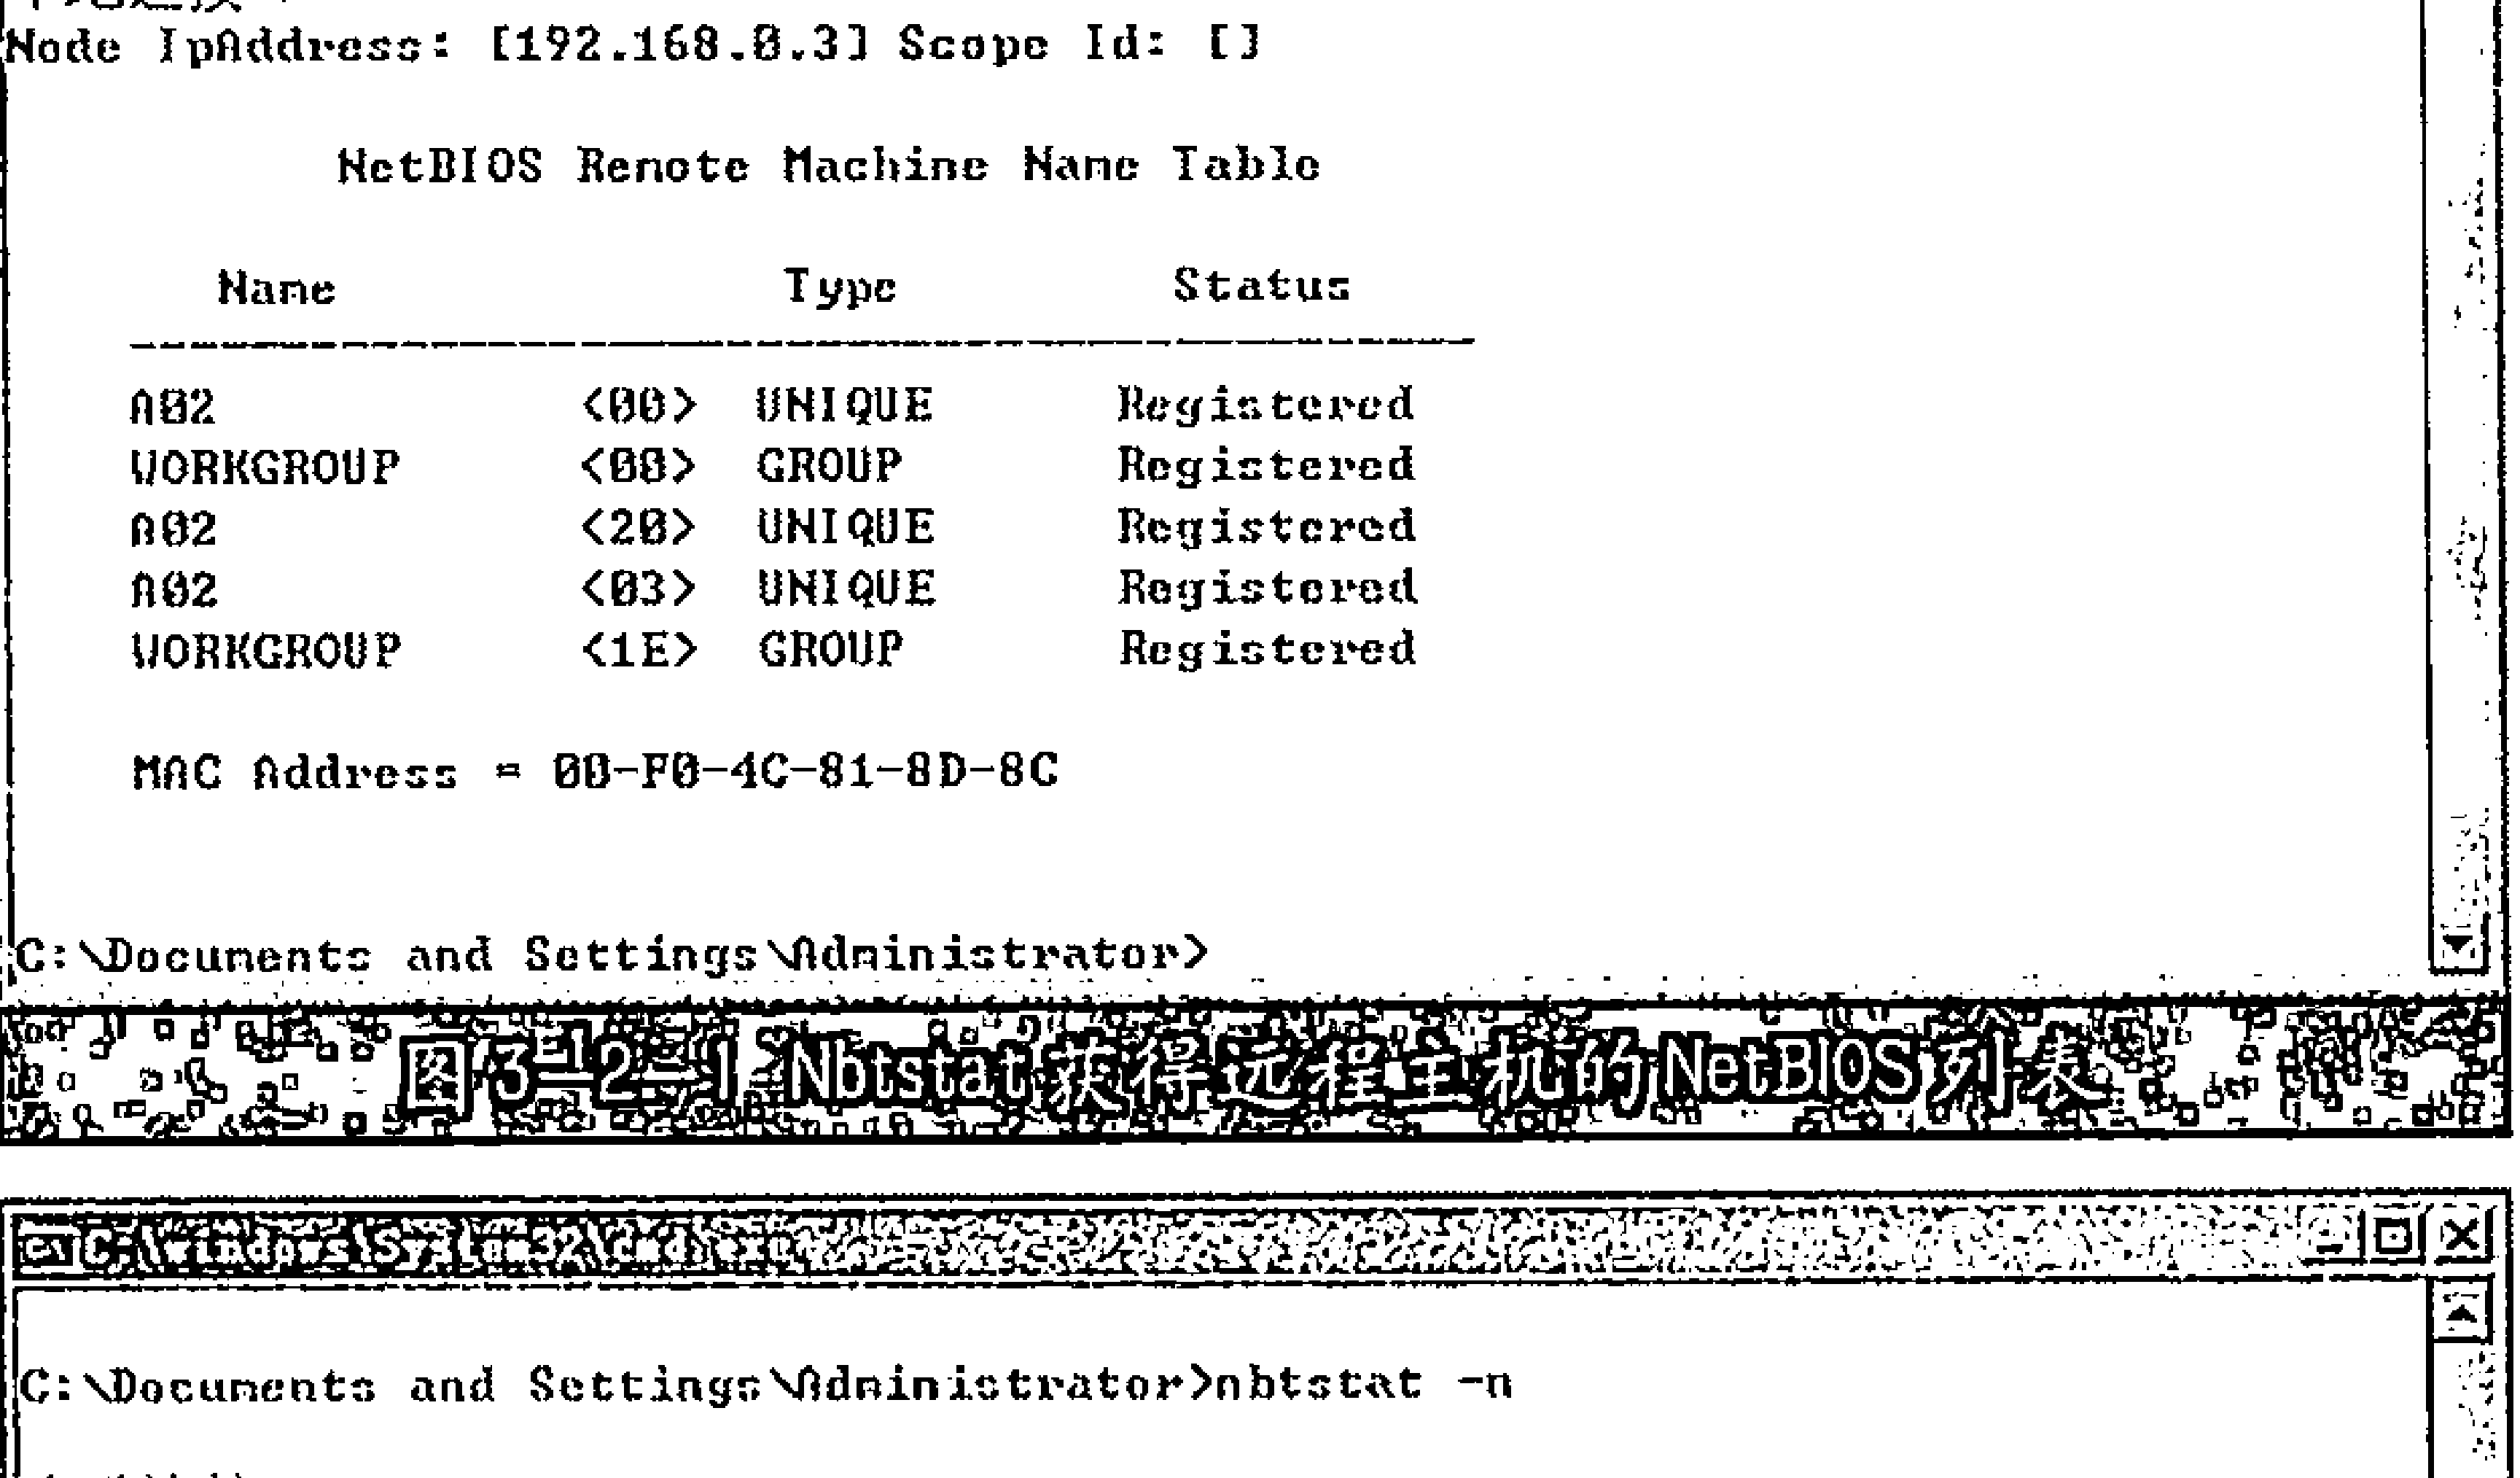 Node IpAddress: [192.168.0.3] Scope Id: []
NetBIOS Remote Machine Name Table
Name Type Status
---------------------------------------------
A02 <00> UNIQUE Registered
WORKGROUP <00> GROUP Registered
A02 <20> UNIQUE Registered
A02 <03> UNIQUE Registered
WORKGROUP <1E> GROUP Registered
MAC Address = 00-F0-4C-81-8D-8C
C:\Documents and Settings\Administrator>
图 3-2-1 Nbtstat获得远程主机的NetBIOS列表
C:\windows\System32\cmd.exe
C:\Documents and Settings\Administrator>nbtstat -n